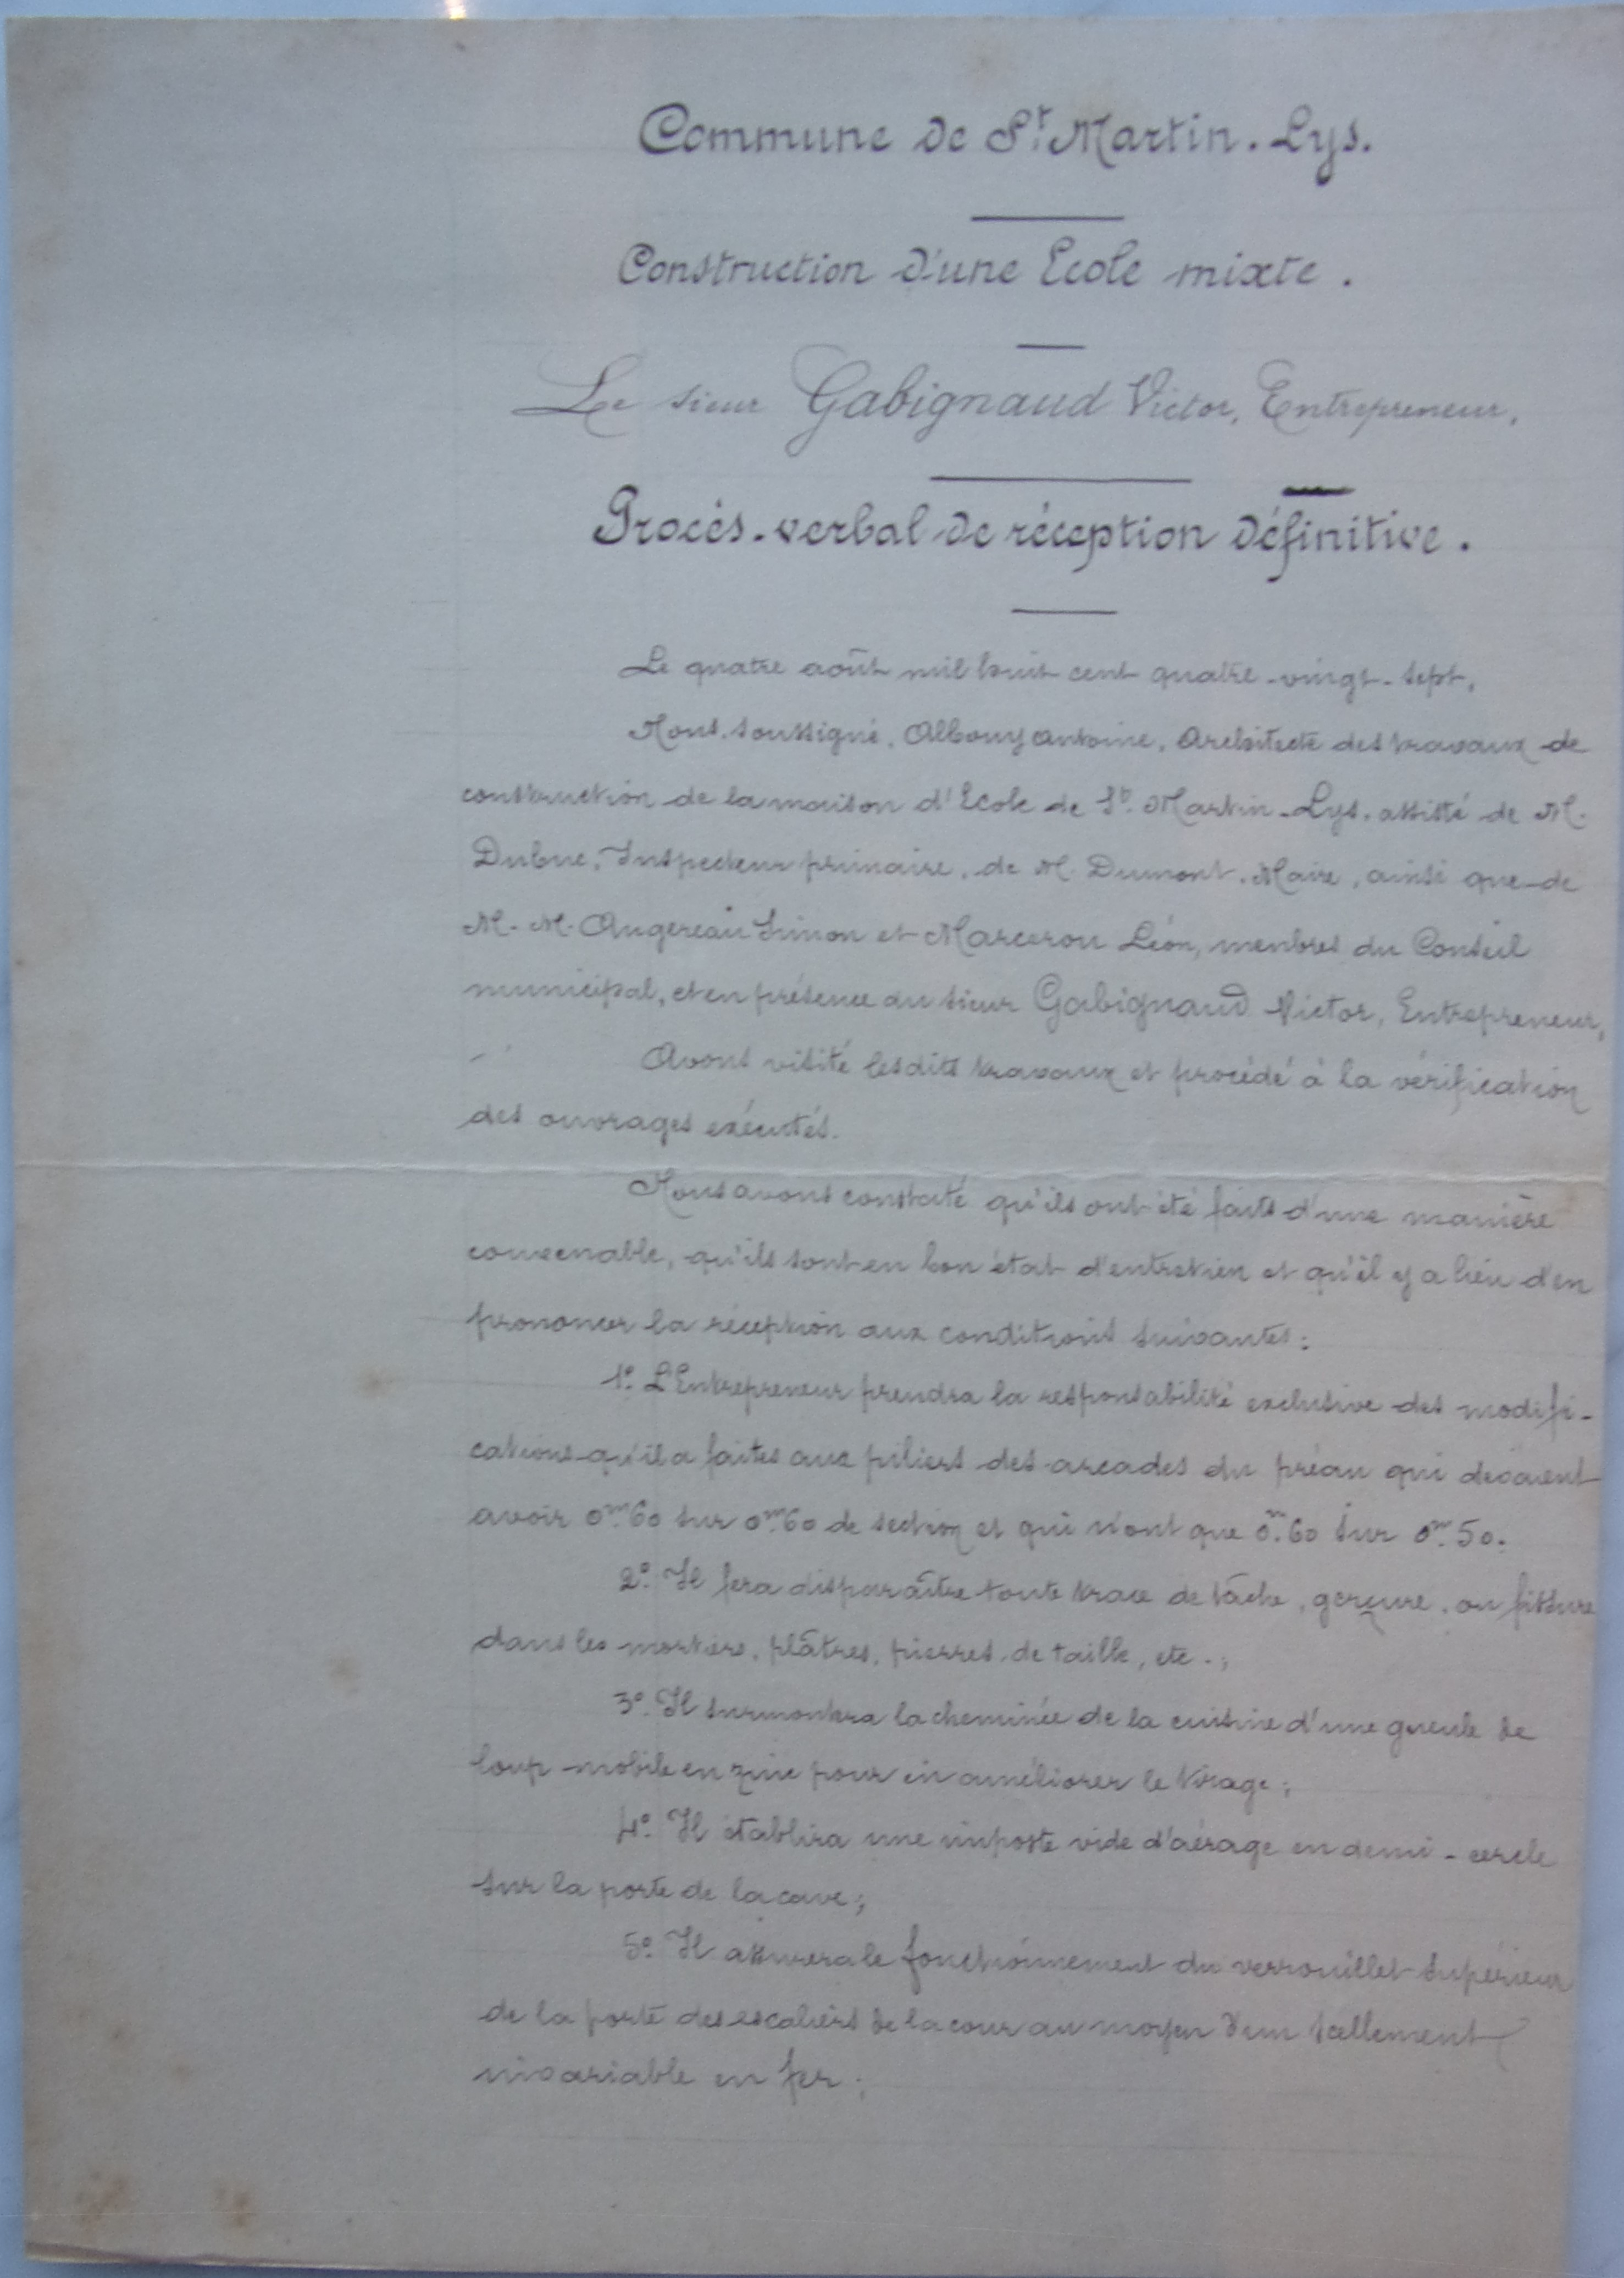 Commune de St. Martin. Lys.
Construction d'une Ecole mixte.
Le sieur Gabignaud Victor, Entrepreneur,
Procès-verbal de réception définitive.
Le quatre août mil huit cent quatre-vingt-sept,
Nous, soussigné, Albouy Antoine, Architecte des travaux de
construction de la maison d'Ecole de St. Martin-Lys, assisté de M.
Inspecteur primaire, de M. Dumont, Maire, ainsi que de
M. M. Augereau Simon et Marcerou Léon, membres du Conseil
municipal, et en présence du sieur Gabignaud Victor, Entrepreneur,
Avons visité lesdits travaux et procédé à la vérification
des ouvrages exécutés.
Nous avons constaté qu'ils ont été faits d'une manière
convenable, qu'ils sont en bon état d'entretien et qu'il y a lieu d'en
prononcer la réception aux conditions suivantes:
1º. L'Entrepreneur prendra la responsabilité exclusive des modifi-
cations qu'il a faites aux piliers des arcades du préau qui devaient
avoir 0m.60 sur 0m.60 de section et qui n'ont que 0m.60 sur 0m.50.
2º. Il fera disparaître toute trace de tâche, gerçure, ou fissure
dans les mortiers, plâtres, pierres de taille, etc.;
3º. Il surmontera la cheminée de la cuisine d'une gueule de
loup mobile en zinc pour en améliorer le tirage;
4º. Il établira une imposte vide d'aérage en demi-cercle
sur la porte de la cave;
5º. Il assurera le fonctionnement du verrouillet supérieur
de la porte des escaliers de la cour au moyen d'un scellement
invariable en fer;